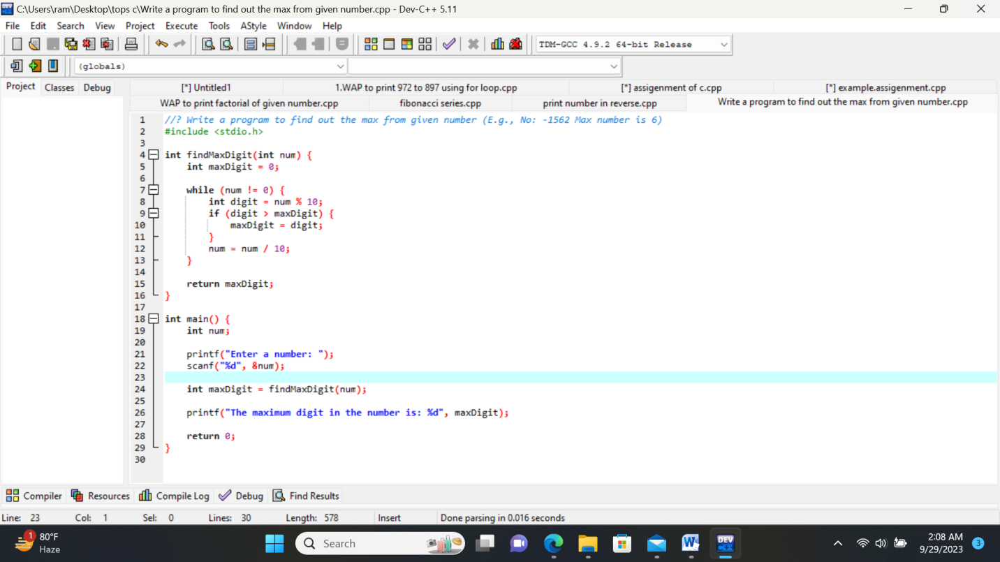 C:\Users\ram\Desktop\tops c\Write a program to find out the max from given number.cpp - Dev-C++ 5.11
File Edit Search View Project Execute Tools AStyle Window Help
TDM-GCC 4.9.2 64-bit Release
(globals)
Project Classes Debug
[*] Untitled1 1.WAP to print 972 to 897 using for loop.cpp [*] assigenment of c.cpp [*] example.assigenment.cpp
WAP to print factorial of given number.cpp fibonacci series.cpp print number in reverse.cpp Write a program to find out the max from given number.cpp
1 //? Write a program to find out the max from given number (E.g., No: -1562 Max number is 6)
2 #include <stdio.h>
3
4 int findMaxDigit(int num) {
5 int maxDigit = 0;
6
7 while (num != 0) {
8 int digit = num % 10;
9 if (digit > maxDigit) {
10 maxDigit = digit;
11 }
12 num = num / 10;
13 }
14
15 return maxDigit;
16 }
17
18 int main() {
19 int num;
20
21 printf("Enter a number: ");
22 scanf("%d", &num);
23
24 int maxDigit = findMaxDigit(num);
25
26 printf("The maximum digit in the number is: %d", maxDigit);
27
28 return 0;
29 }
30
Compiler Resources Compile Log Debug Find Results
Line: 23 Col: 1 Sel: 0 Lines: 30 Length: 578 Insert Done parsing in 0.016 seconds
1 80°F
Haze
Search
W
DEV
2:08 AM
9/29/2023
3